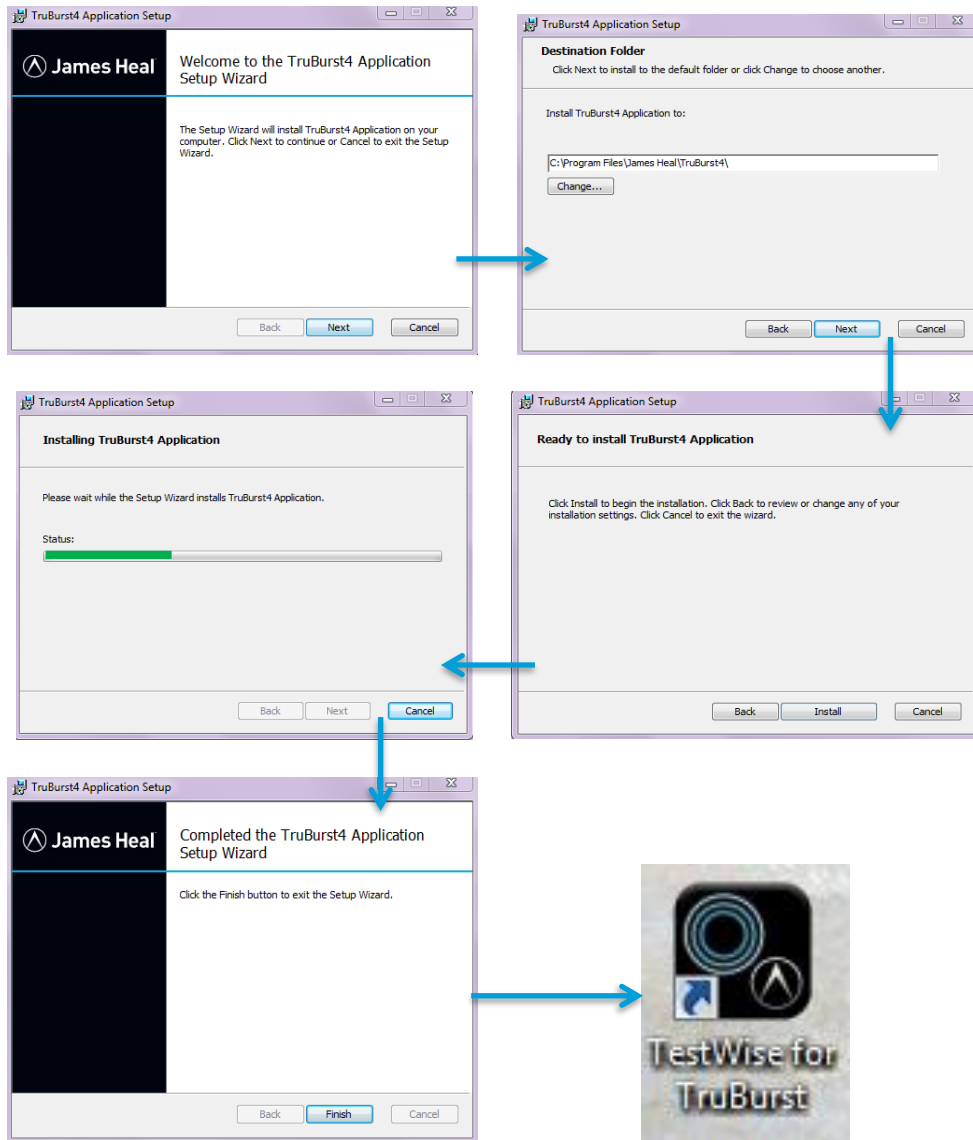 TruBurst4 Application Setup
James Heal
Welcome to the TruBurst4 Application
Setup Wizard
The Setup Wizard will install TruBurst4 Application on your
computer. Click Next to continue or Cancel to exit the Setup
Wizard.
Back Next Cancel
TruBurst4 Application Setup
Destination Folder
Click Next to install to the default folder or click Change to choose another.
Install TruBurst4 Application to:
C:\Program Files\James Heal\TruBurst4\
Change...
Back Next Cancel
TruBurst4 Application Setup
Ready to install TruBurst4 Application
Click Install to begin the installation. Click Back to review or change any of your
installation settings. Click Cancel to exit the wizard.
Back Install Cancel
TruBurst4 Application Setup
Installing TruBurst4 Application
Please wait while the Setup Wizard installs TruBurst4 Application.
Status:
Back Next Cancel
TruBurst4 Application Setup
James Heal
Completed the TruBurst4 Application
Setup Wizard
Click the Finish button to exit the Setup Wizard.
Back Finish Cancel
TestWise for
TruBurst